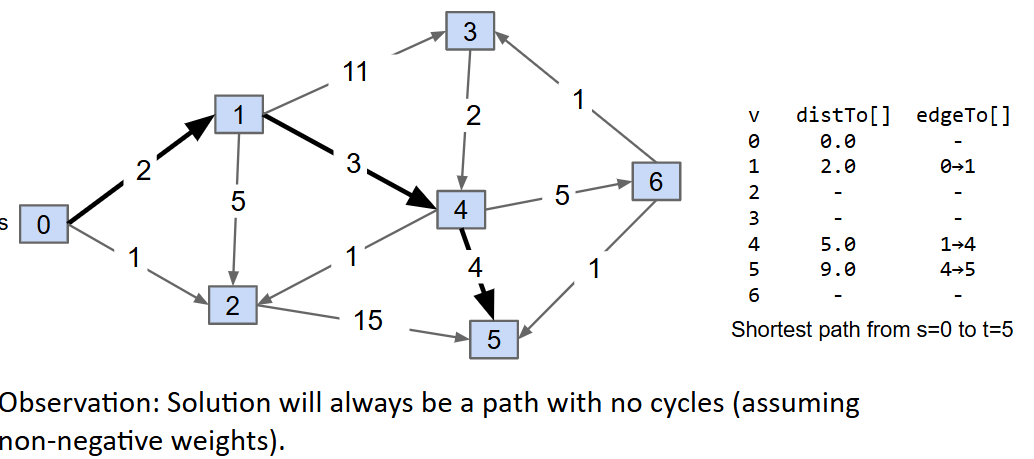 3
11
1
2
1
v distTo[] edgeTo[]
0 0.0 -
2
3
1 2.0 0→1
5
5
6
2 - -
s 0
4
3 - -
1
1
4
1
4 5.0 1→4
5 9.0 4→5
2
15
6 - -
5
Shortest path from s=0 to t=5
Observation: Solution will always be a path with no cycles (assuming
non-negative weights).